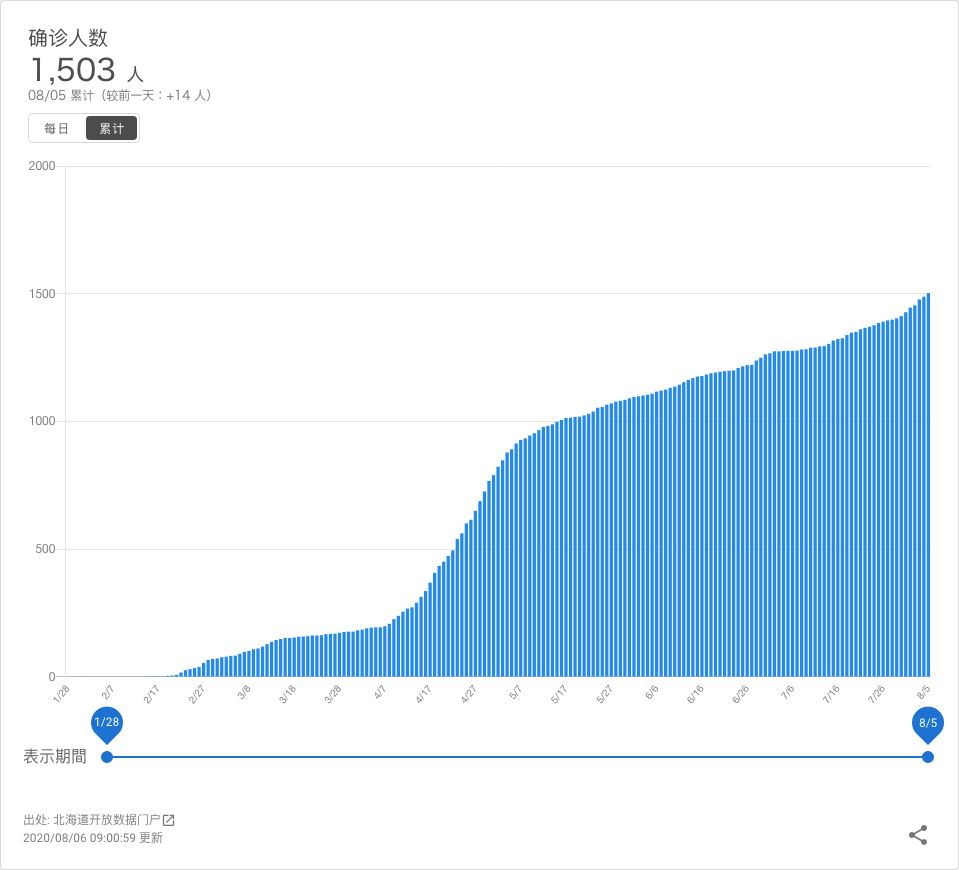 确诊人数
1,503 人
08/05 累计（较前一天：+14 人）
每日 累计
2000
1500
1000
500
0
1/28 2/7 2/17 2/27 3/8 3/18 3/28 4/7 4/17 4/27 5/7 5/17 5/27 6/6 6/16 6/26 7/6 7/16 7/26 8/5
1/28 8/5
表示期間
出处: 北海道开放数据门户
2020/08/06 09:00:59 更新